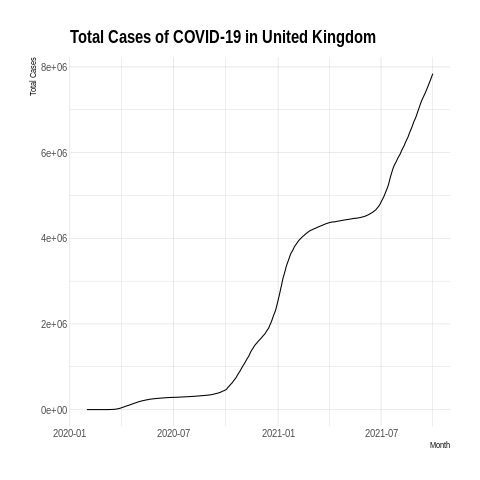 Total Cases of COVID-19 in United Kingdom
Total Cases
8e+06
6e+06
4e+06
2e+06
0e+00
2020-01 2020-07 2021-01 2021-07
Month